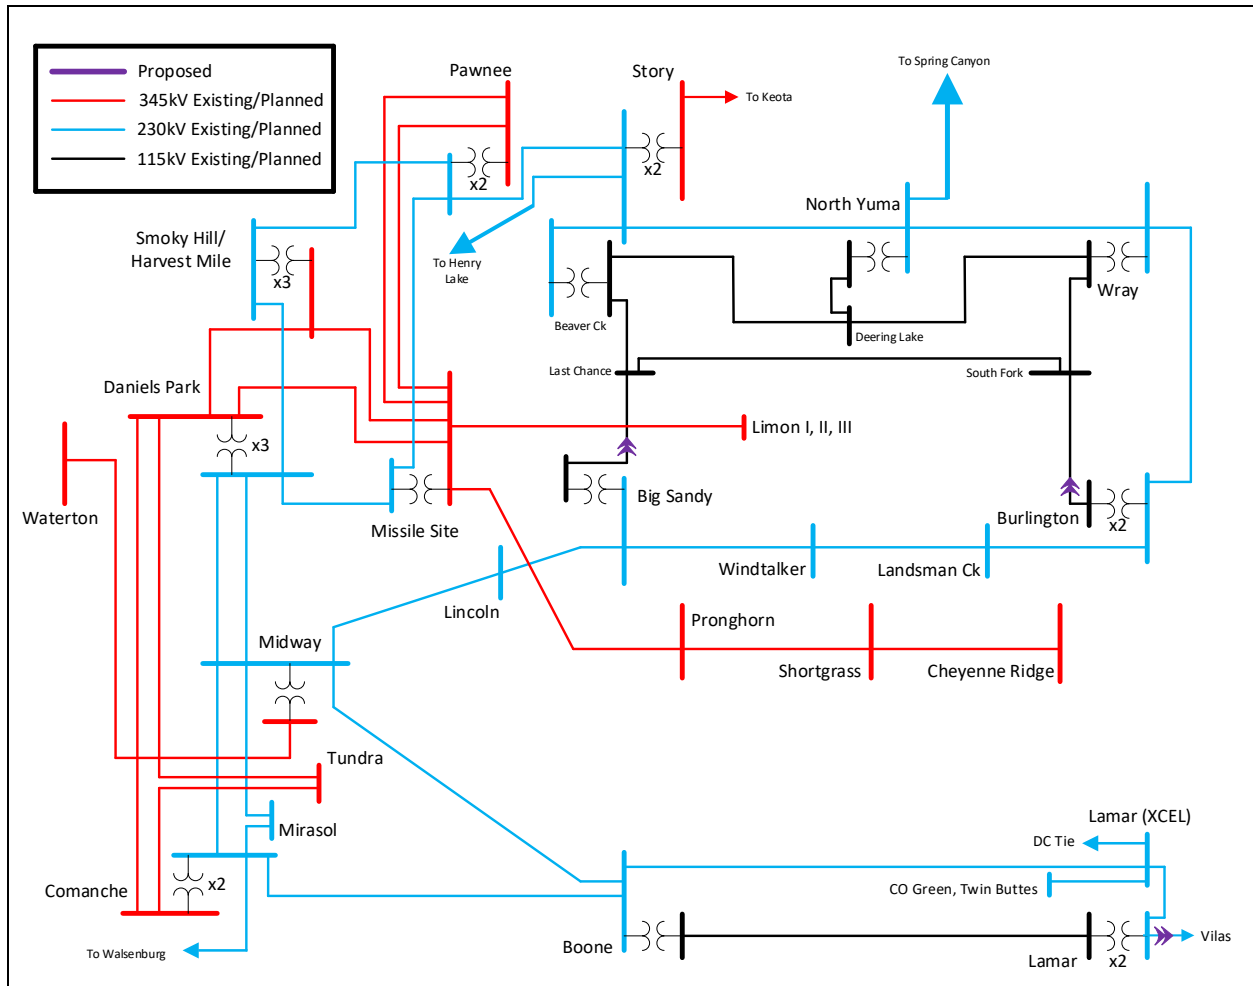 Proposed
345kV Existing/Planned
230kV Existing/Planned
115kV Existing/Planned
Pawnee
x2
Story
x2
To Keota
To Spring Canyon
North Yuma
Smoky Hill/
Harvest Mile
x3
To Henry
Lake
Beaver Ck
Wray
Deering Lake
Last Chance
South Fork
Daniels Park
x3
Limon I, II, III
Waterton
Missile Site
Big Sandy
Burlington
x2
Windtalker
Landsman Ck
Lincoln
Midway
Pronghorn
Shortgrass
Cheyenne Ridge
Tundra
Mirasol
Lamar (XCEL)
DC Tie
CO Green, Twin Buttes
Comanche
x2
To Walsenburg
Boone
Lamar
x2
Vilas